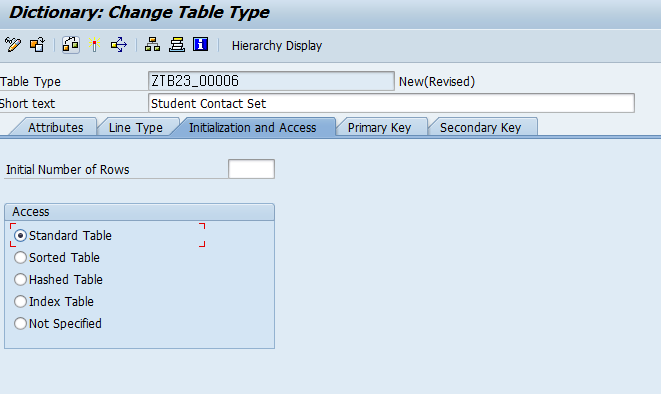 Dictionary: Change Table Type
Hierarchy Display
Table Type ZTB23_00006 New(Revised)
Short text Student Contact Set
Attributes Line Type Initialization and Access Primary Key Secondary Key
Initial Number of Rows
Access
Standard Table
Sorted Table
Hashed Table
Index Table
Not Specified